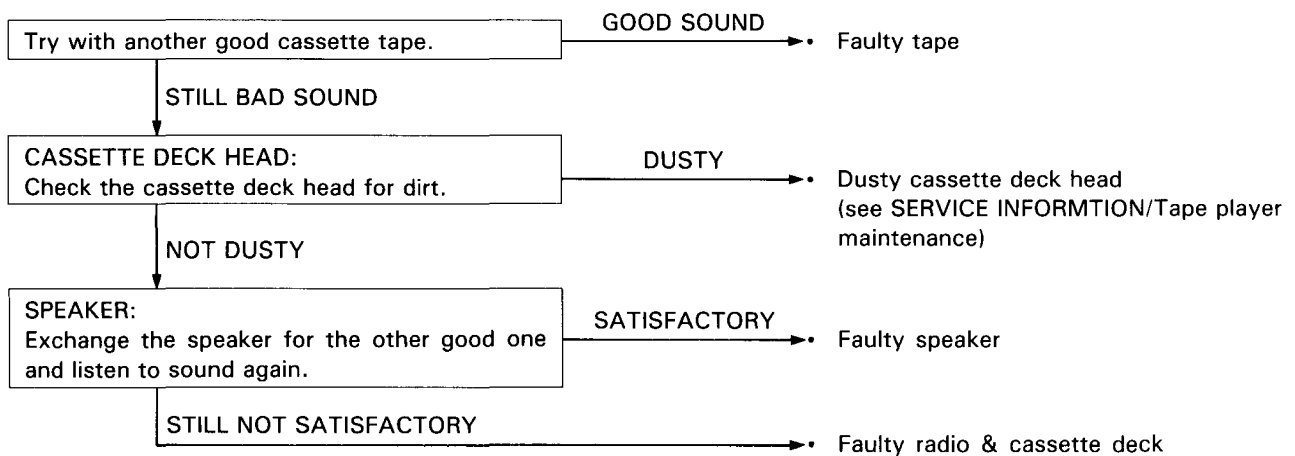 GOOD SOUND
Try with another good cassette tape.
• Faulty tape
STILL BAD SOUND
CASSETTE DECK HEAD:
Check the cassette deck head for dirt.
DUSTY
• Dusty cassette deck head
(see SERVICE INFORMTION/Tape player
maintenance)
NOT DUSTY
SPEAKER:
Exchange the speaker for the other good one
and listen to sound again.
SATISFACTORY
• Faulty speaker
STILL NOT SATISFACTORY
• Faulty radio & cassette deck